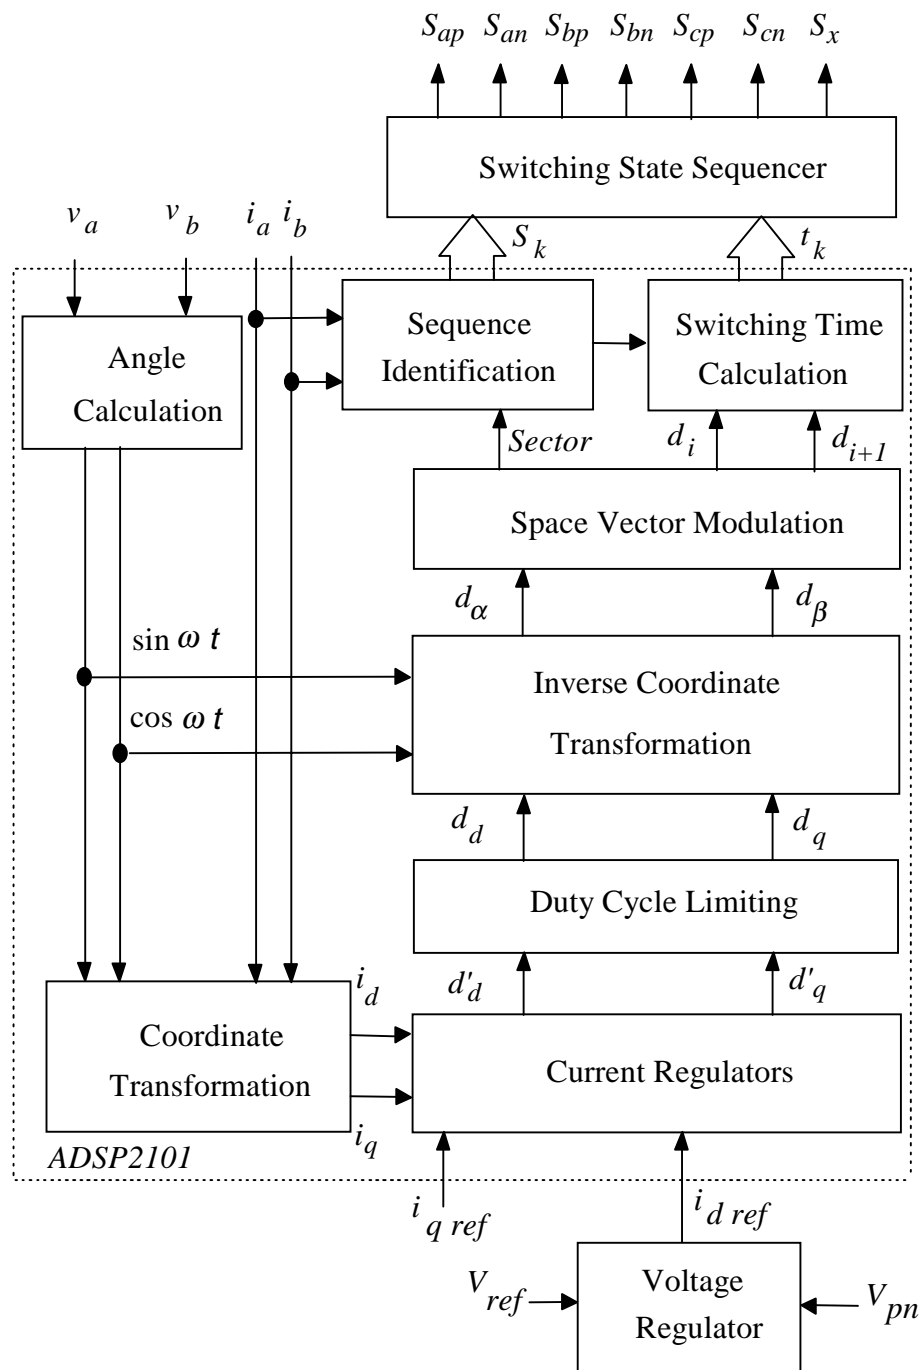 S_ap S_an S_bp S_bn S_cp S_cn S_x
Switching State Sequencer
v_a v_b i_a i_b S_k t_k
Sequence
Identification
Switching Time
Calculation
Angle
Calculation
Sector d_i d_i+1
Space Vector Modulation
d_α d_β
sin ω t
Inverse Coordinate
Transformation
cos ω t
d_d d_q
Duty Cycle Limiting
i_d d'_d d'_q
Coordinate
Transformation
Current Regulators
i_q
ADSP2101
i_q ref i_d ref
V_ref
Voltage
Regulator
V_pn